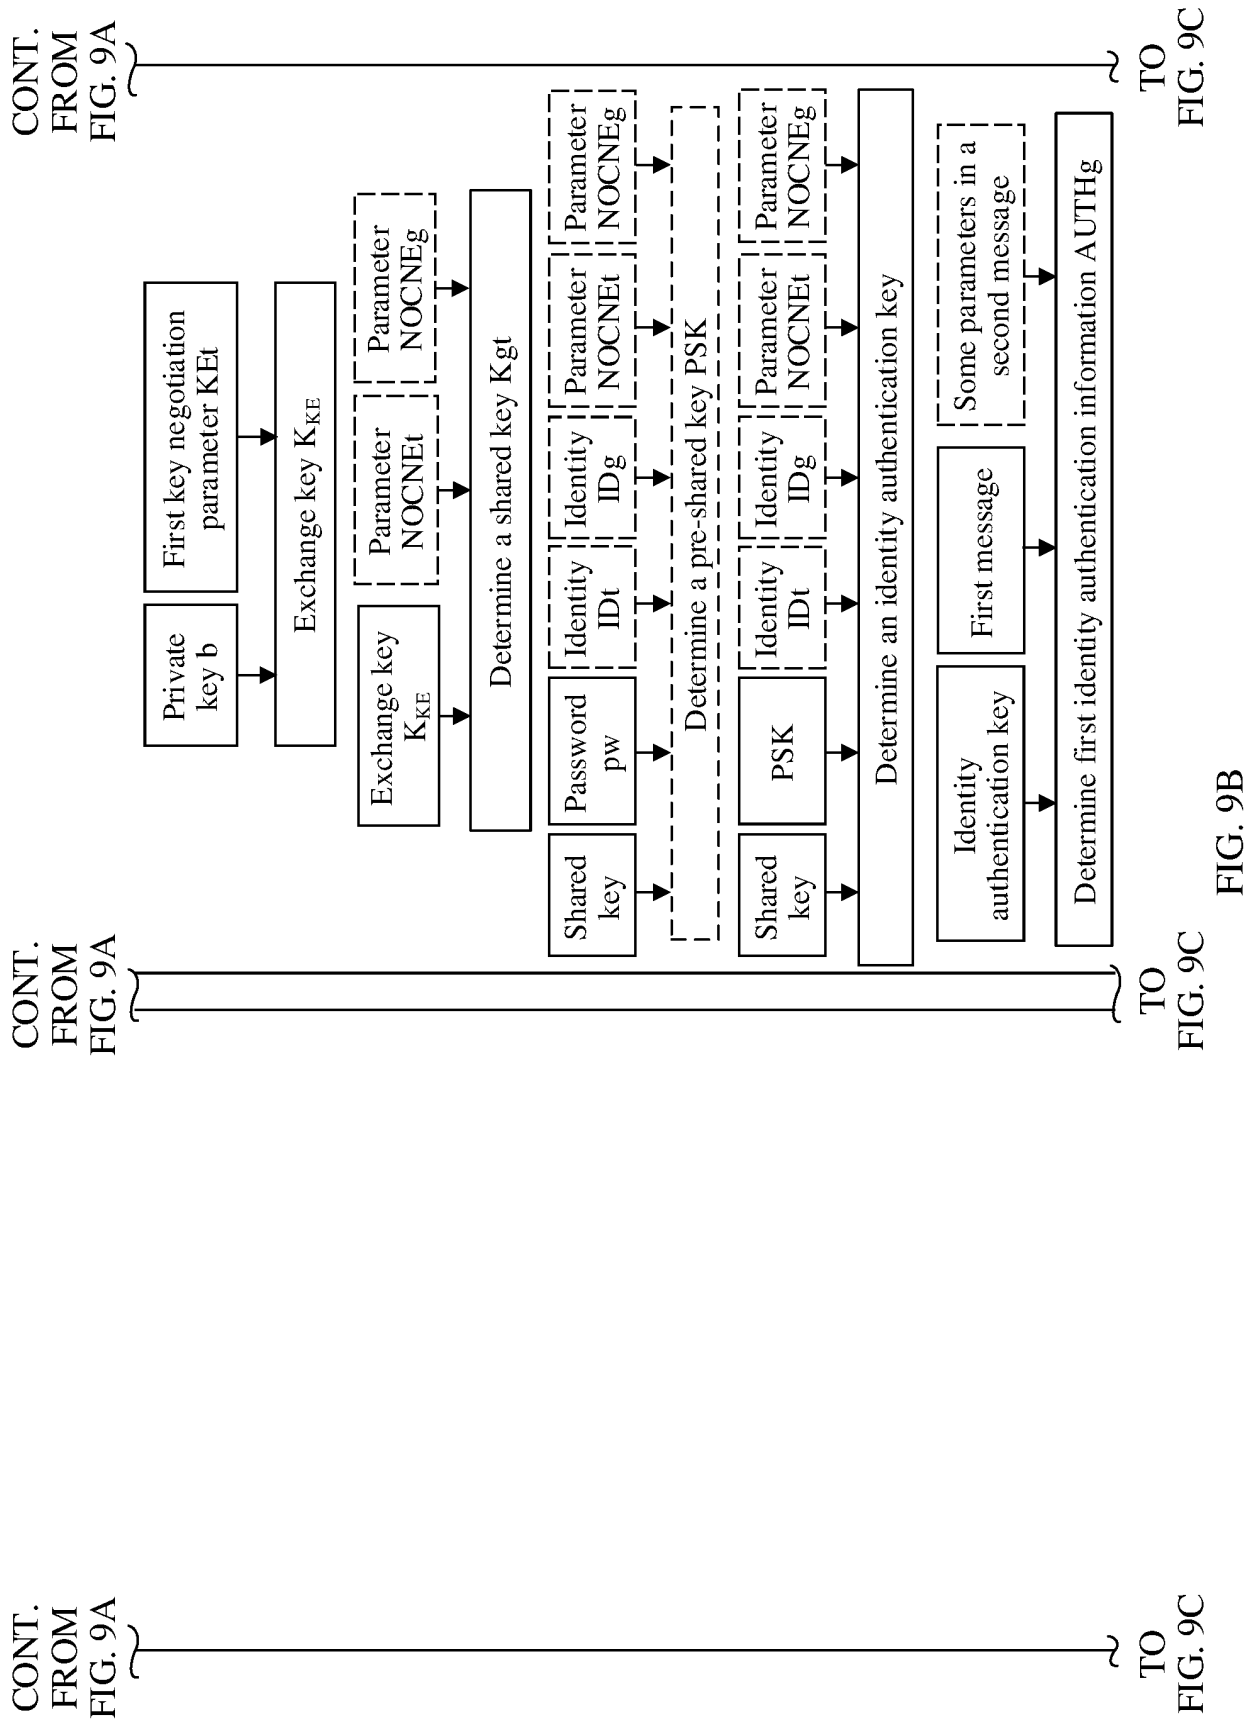 CONT.
FROM
FIG. 9A
CONT.
FROM
FIG. 9A
CONT.
FROM
FIG. 9A
Private
key b
First key negotiation
parameter KEt
Exchange key KKE
Exchange key
KKE
Parameter
NOCNEt
Parameter
NOCNEg
Determine a shared key Kgt
Shared
key
Password
pw
Identity
IDt
Identity
IDg
Parameter
NOCNEt
Parameter
NOCNEg
Determine a pre-shared key PSK
Shared
key
PSK
Identity
IDt
Identity
IDg
Parameter
NOCNEt
Parameter
NOCNEg
Determine an identity authentication key
Identity
authentication key
First message
Some parameters in a
second message
Determine first identity authentication information AUTHg
TO
FIG. 9C
TO
FIG. 9C
TO
FIG. 9C
FIG. 9B